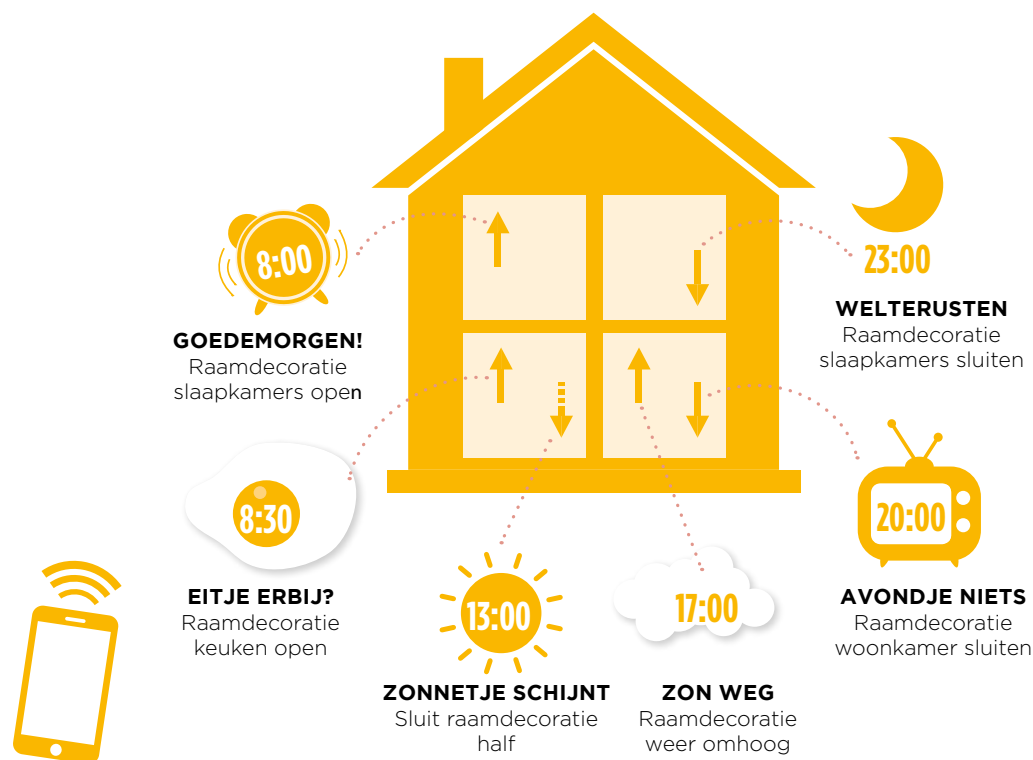 8:00
GOEDEMORGEN!
Raamdecoratie
slaapkamers open
8:30
EITJE ERBIJ?
Raamdecoratie
keuken open
13:00
ZONNETJE SCHIJNT
Sluit raamdecoratie
half
17:00
ZON WEG
Raamdecoratie
weer omhoog
20:00
AVONDJE NIETS
Raamdecoratie
woonkamer sluiten
23:00
WELTERUSTEN
Raamdecoratie
slaapkamers sluiten